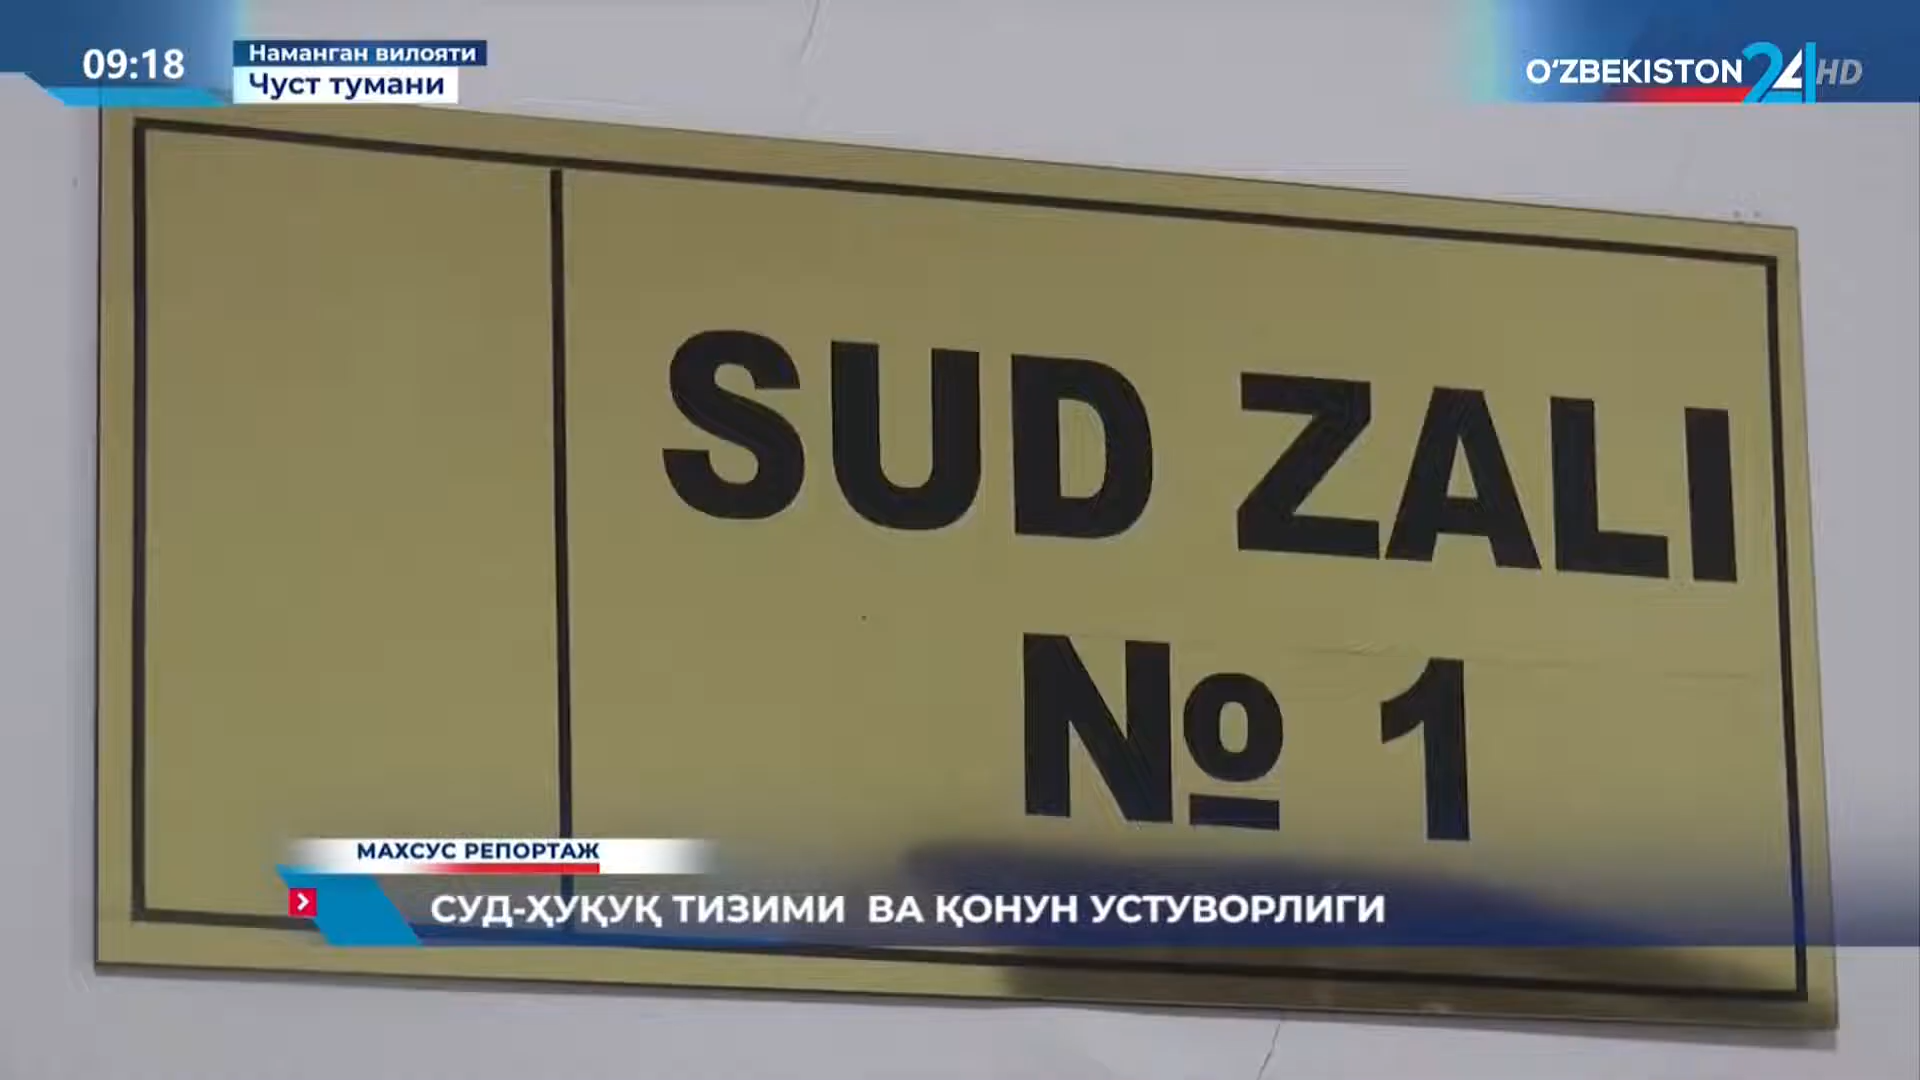 09:18
Наманган вилояти
Чуст тумани
O‘ZBEKISTON 24 HD
SUD ZALI
№ 1
МАХСУС РЕПОРТАЖ
СУД-ҲУҚУҚ ТИЗИМИ ВА ҚОНУН УСТУВОРЛИГИ